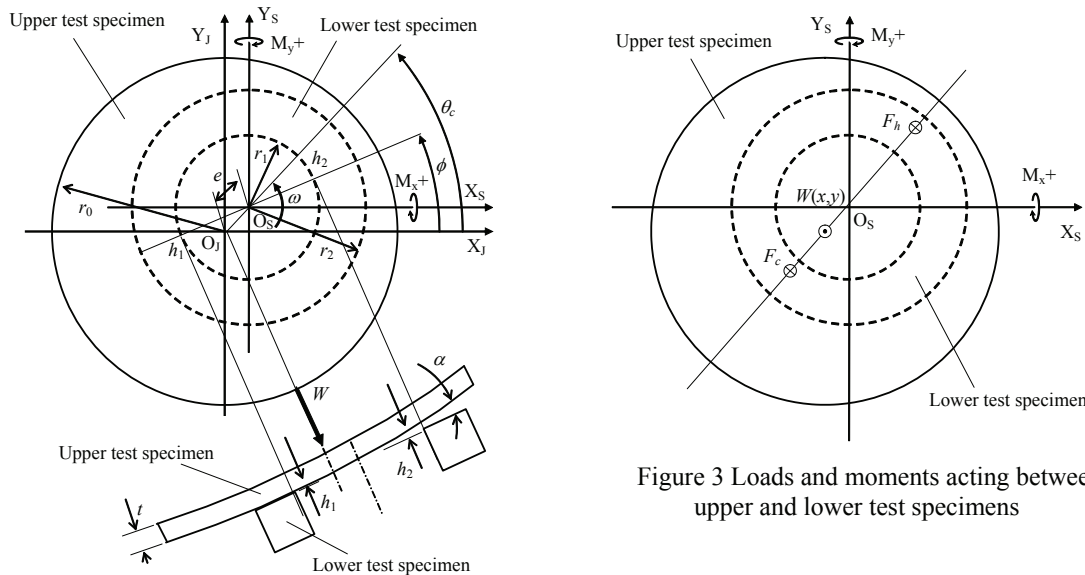 Upper test specimen
Y_J
Y_S
Lower test specimen
M_y+
θ_c
r_1
h_2
ϕ
e
ω
M_x+
X_S
r_0
O_S
O_J
X_J
h_1
r_2
W
α
Upper test specimen
h_2
t
h_1
Lower test specimen
Y_S
Upper test specimen
M_y+
F_h
M_x+
W(x,y)
O_S
X_S
F_c
Lower test specimen
Figure 3 Loads and moments acting betwee
upper and lower test specimens